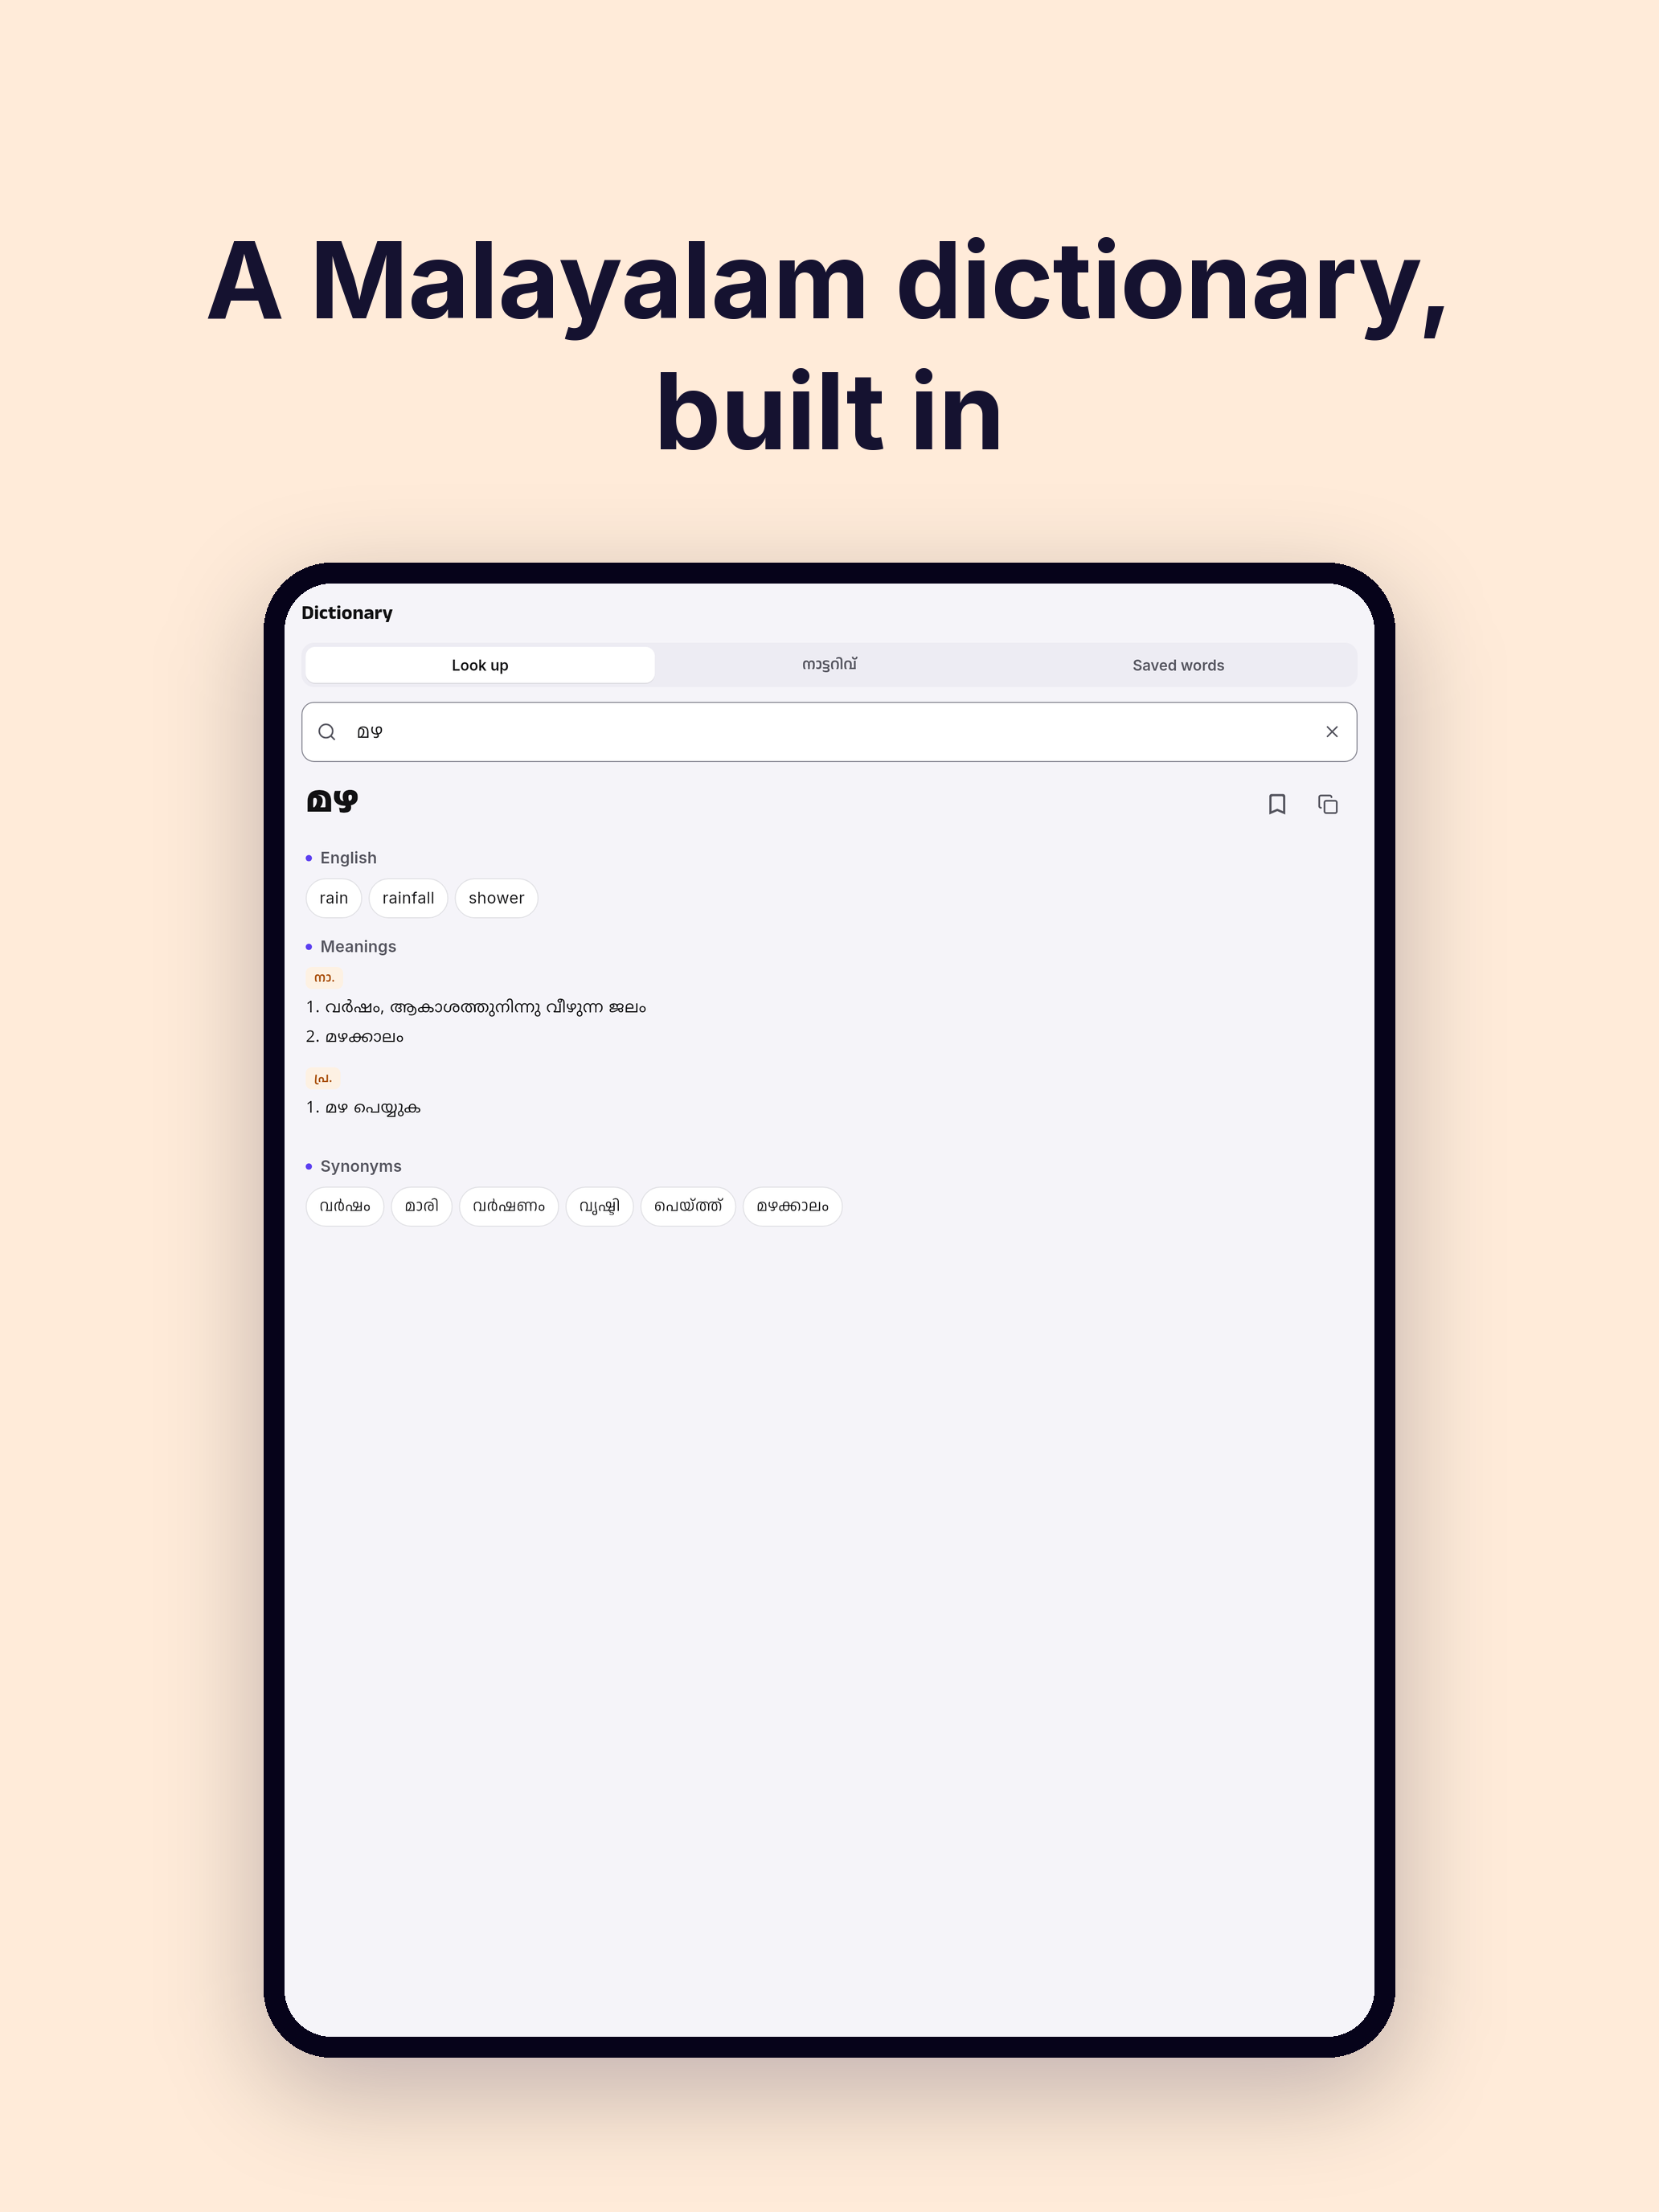 A Malayalam dictionary,
built in
Dictionary
Look up നാട്ടറിവ് Saved words
മഴ
മഴ
English
rain rainfall shower
Meanings
നാ.
1. വർഷം, ആകാശത്തുനിന്നു വീഴുന്ന ജലം
2. മഴക്കാലം
പ്ര.
1. മഴ പെയ്യുക
Synonyms
വർഷം മാരി വർഷണം വൃഷ്ടി പെയ്ത്ത് മഴക്കാലം